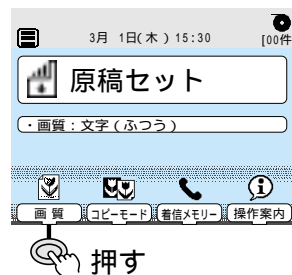 3月 1日(木)15:30
[00件
原稿セット
・画質:文字(ふつう)
画 質 コピーモード 着信メモリー 操作案内
押す